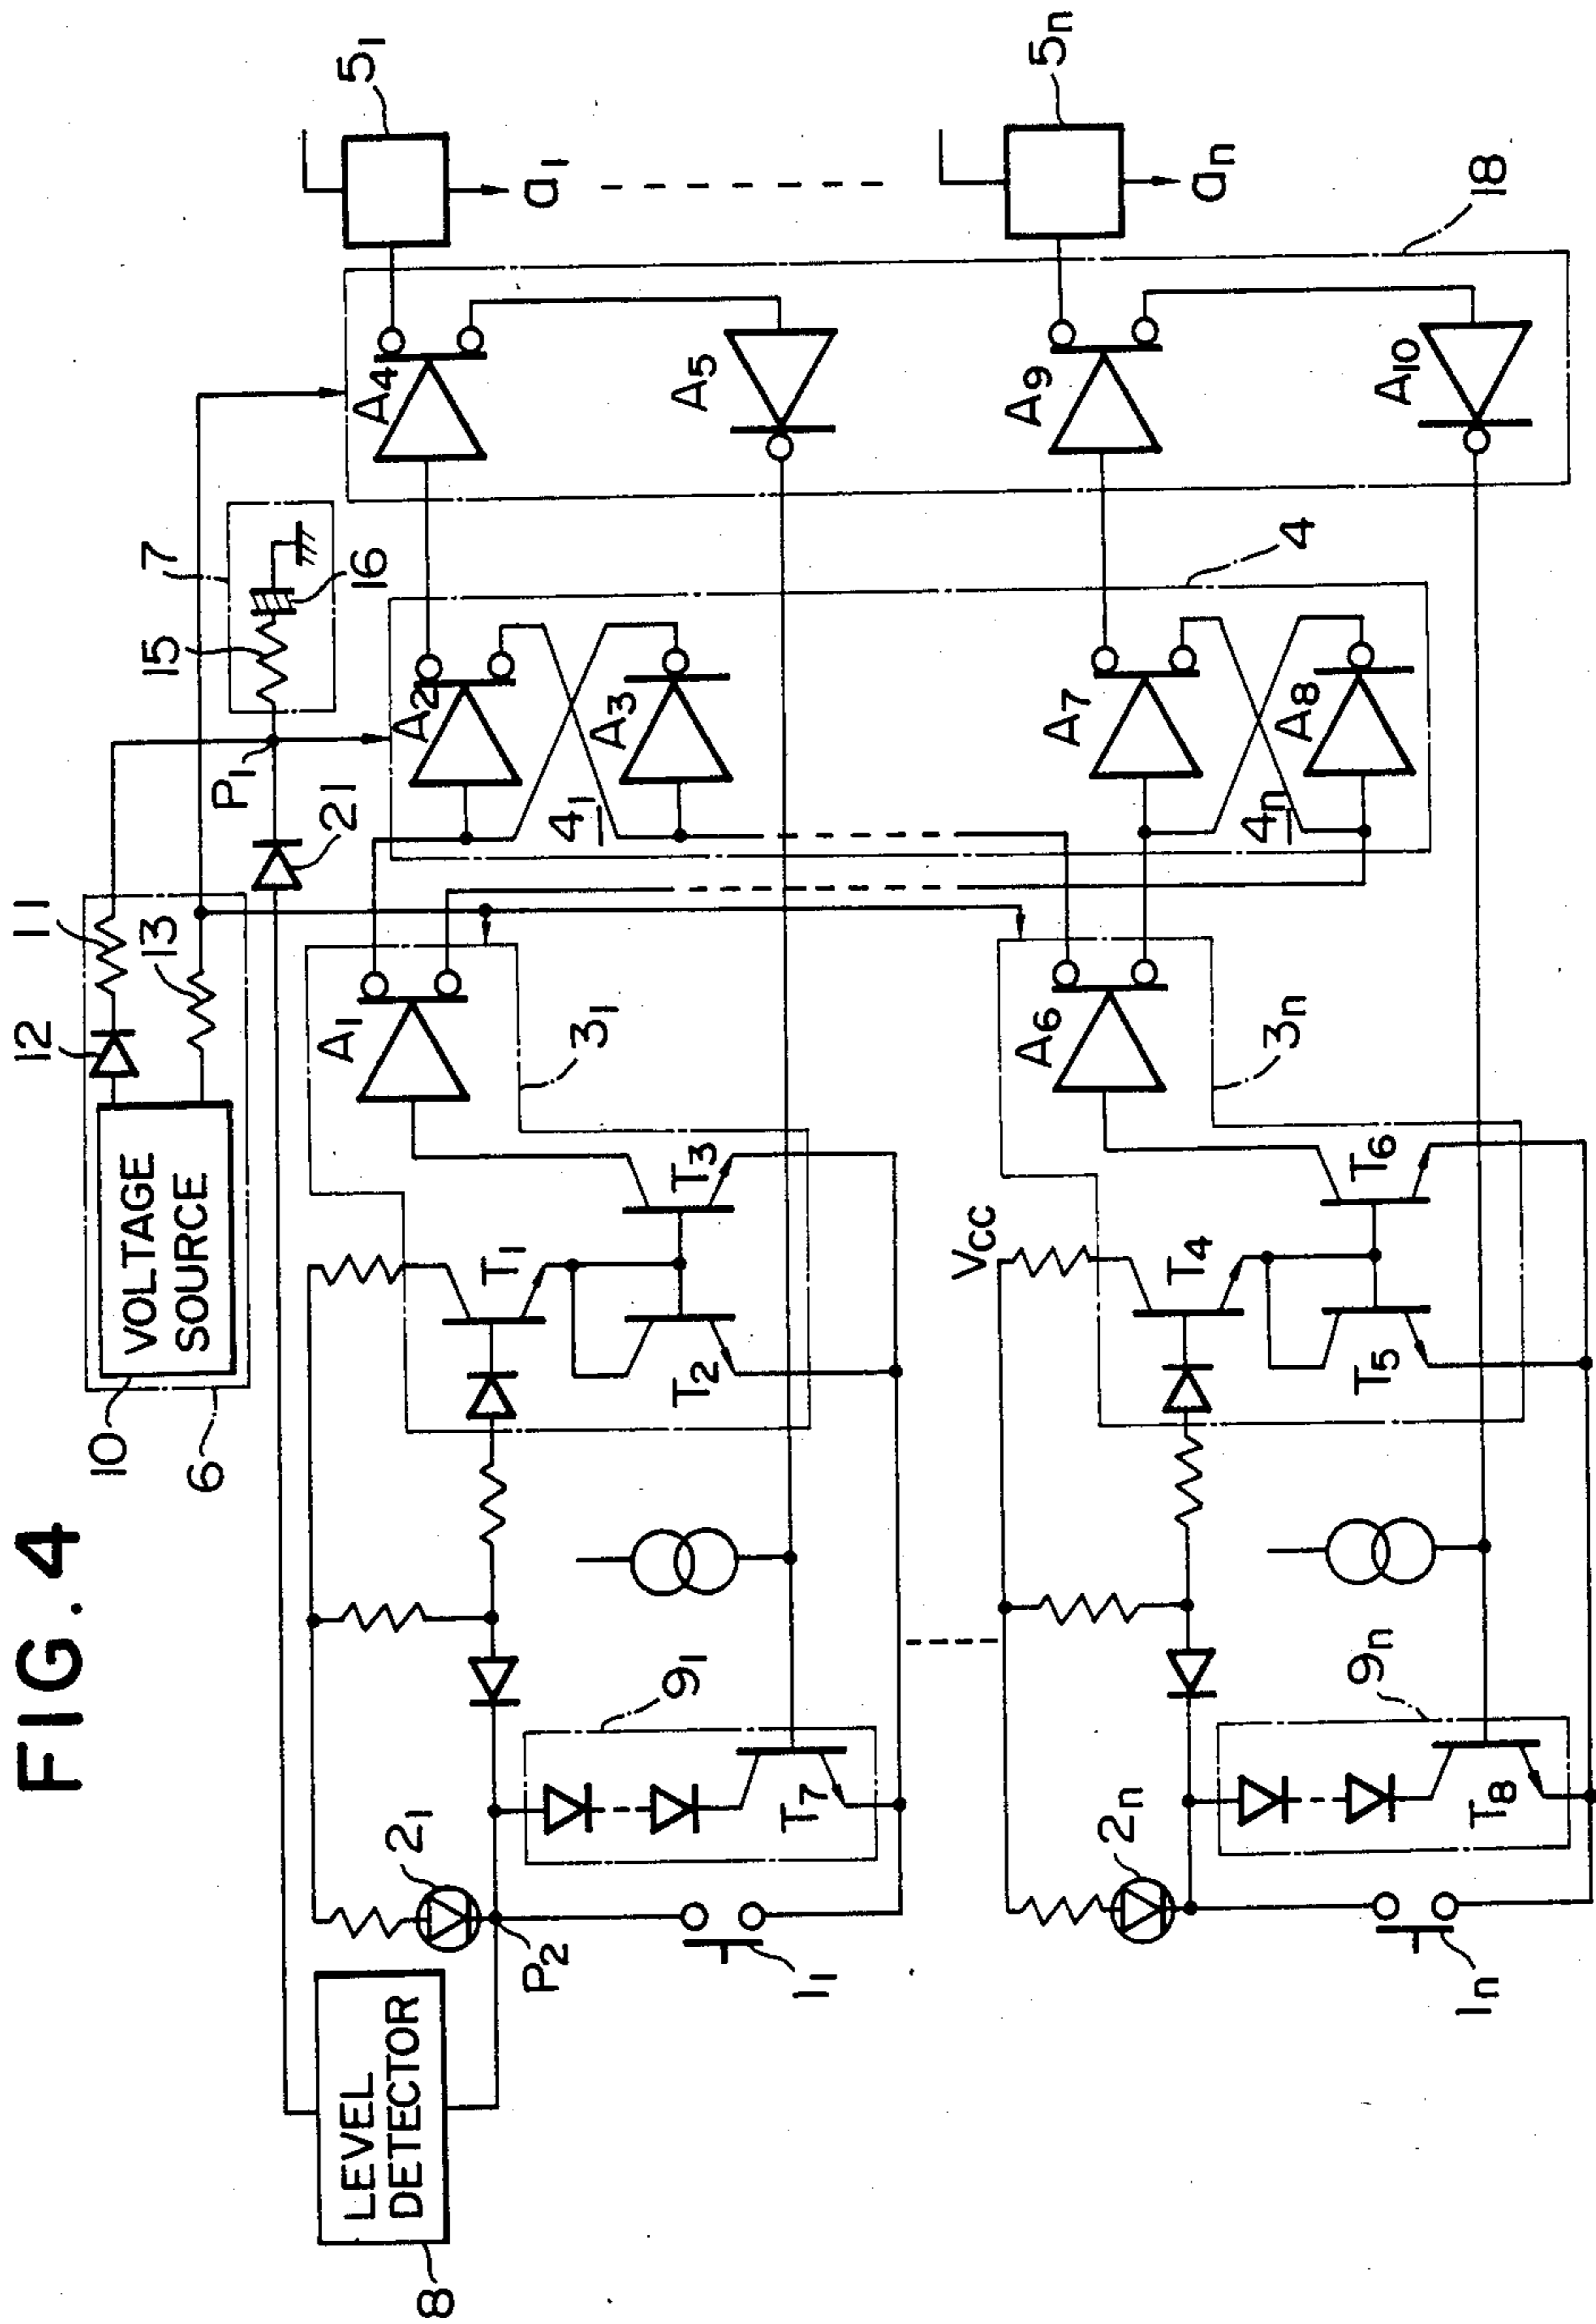 FIG. 4
VOLTAGE
SOURCE
10
6
12
11
13
21
P1
7
15
16
LEVEL
DETECTOR
8
21
P2
11
91
T7
T1
T2
T3
31
A1
A2
A3
41
4
A4
A5
51
a1
VCC
2n
1n
9n
T8
T4
T5
T6
3n
A6
A7
A8
4n
A9
A10
5n
an
18